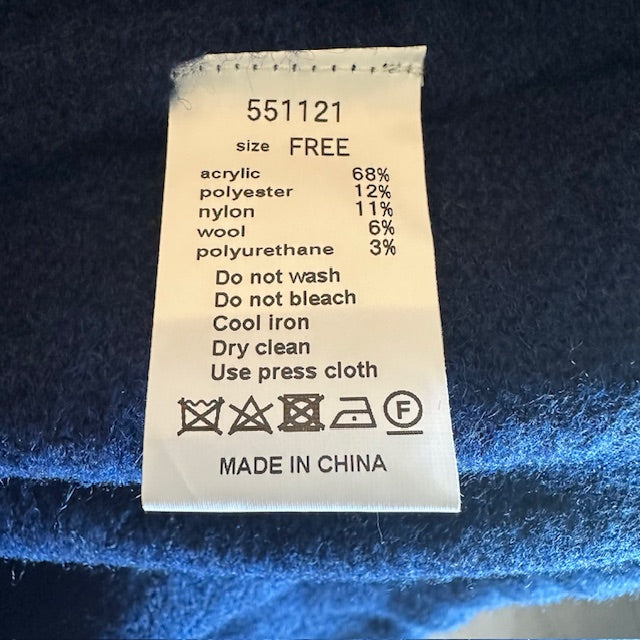 551121
size FREE
acrylic 68%
polyester 12%
nylon 11%
wool 6%
polyurethane 3%
Do not wash
Do not bleach
Cool iron
Dry clean
Use press cloth
F
MADE IN CHINA